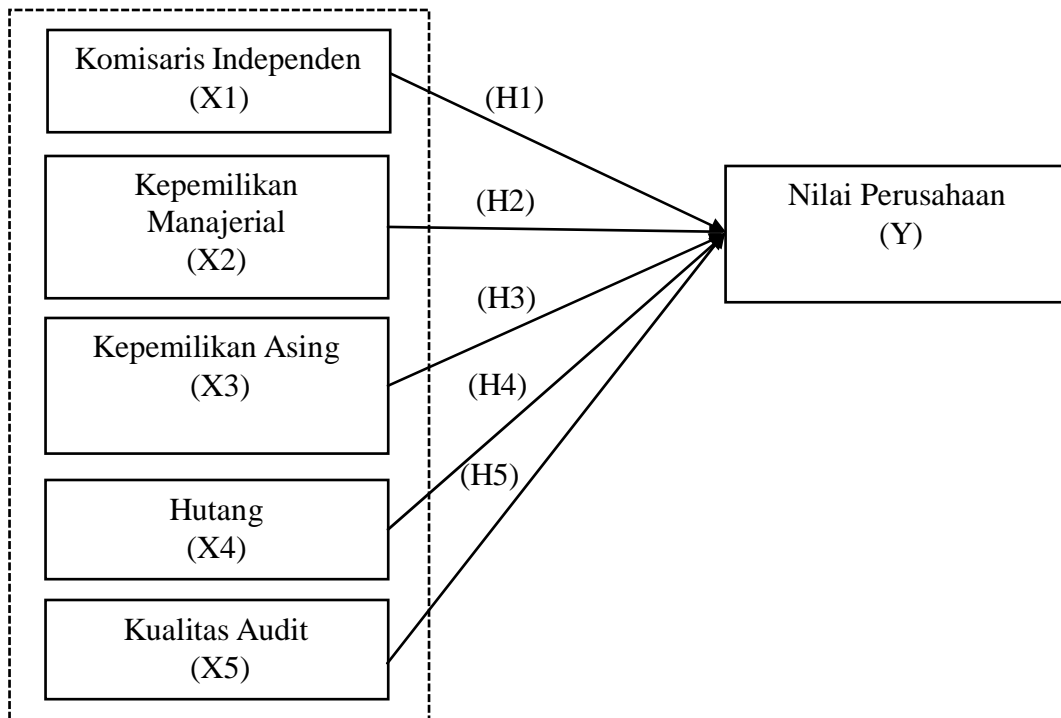 Komisaris Independen
(X1)
(H1)
Kepemilikan
Manajerial
(X2)
(H2)
Nilai Perusahaan
(Y)
Kepemilikan Asing
(X3)
(H3)
Hutang
(X4)
(H4)
Kualitas Audit
(X5)
(H5)